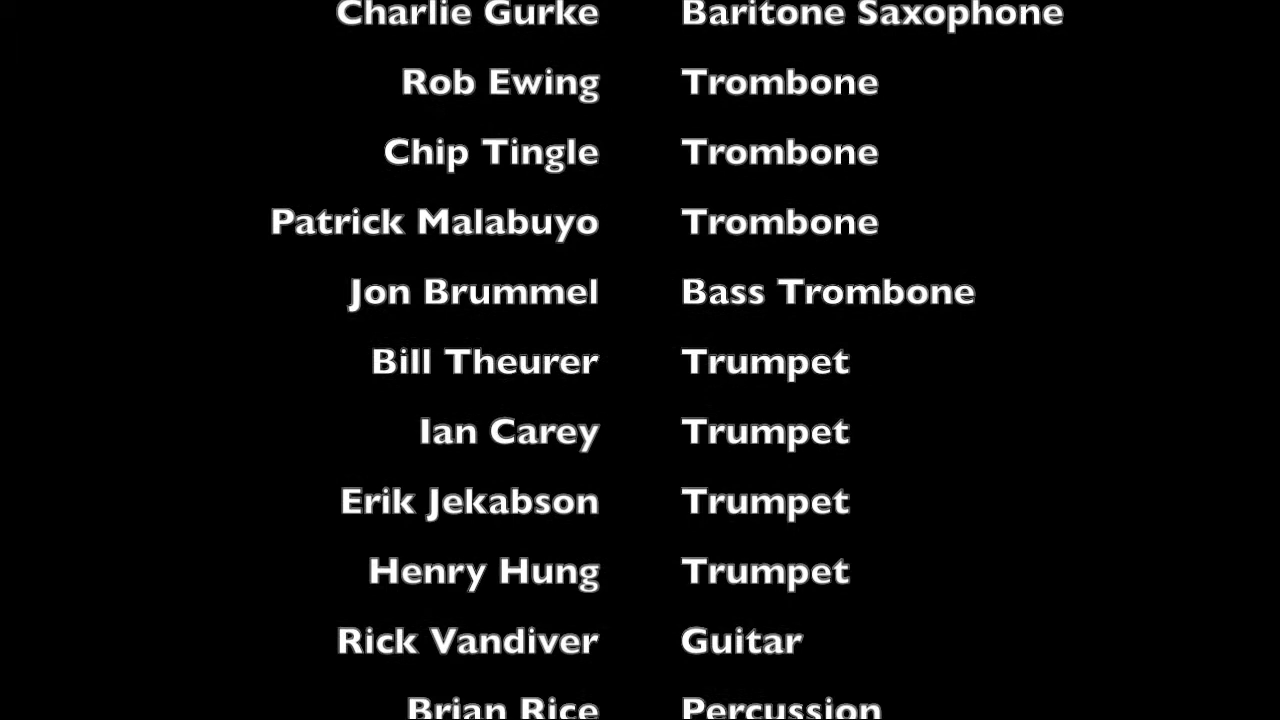 Charlie Gurke Baritone Saxophone
Rob Ewing Trombone
Chip Tingle Trombone
Patrick Malabuyo Trombone
Jon Brummel Bass Trombone
Bill Theurer Trumpet
Ian Carey Trumpet
Erik Jekabson Trumpet
Henry Hung Trumpet
Rick Vandiver Guitar
Brian Rice Percussion